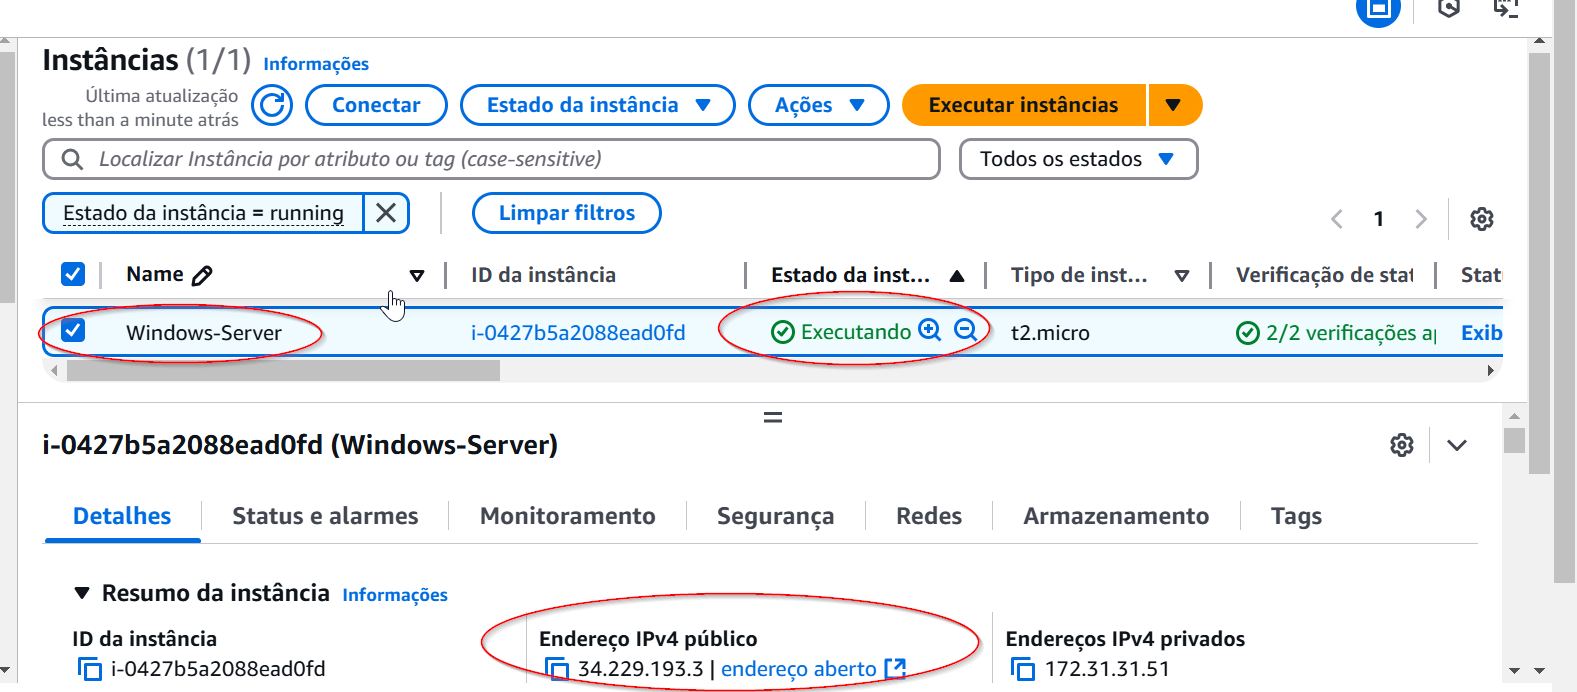 Instâncias (1/1) Informações
Última atualização
less than a minute atrás
Conectar
Estado da instância
Ações
Executar instâncias
Localizar Instância por atributo ou tag (case-sensitive)
Todos os estados
Estado da instância = running
Limpar filtros
1
Name ID da instância Estado da inst... Tipo de inst... Verificação de stat Statu
Windows-Server i-0427b5a2088ead0fd Executando t2.micro 2/2 verificações a Exib
i-0427b5a2088ead0fd (Windows-Server)
Detalhes Status e alarmes Monitoramento Segurança Redes Armazenamento Tags
Resumo da instância Informações
ID da instância Endereço IPv4 público Endereços IPv4 privados
i-0427b5a2088ead0fd 34.229.193.3 | endereço aberto 172.31.31.51